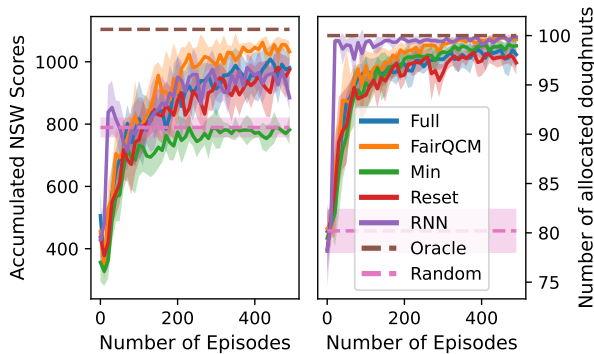 Accumulated NSW Scores
1000
800
600
400
0
200
400
Number of Episodes
Full
FairQCM
Min
Reset
RNN
Oracle
Random
0
200
400
Number of Episodes
100
95
90
85
80
75
Number of allocated doughnuts